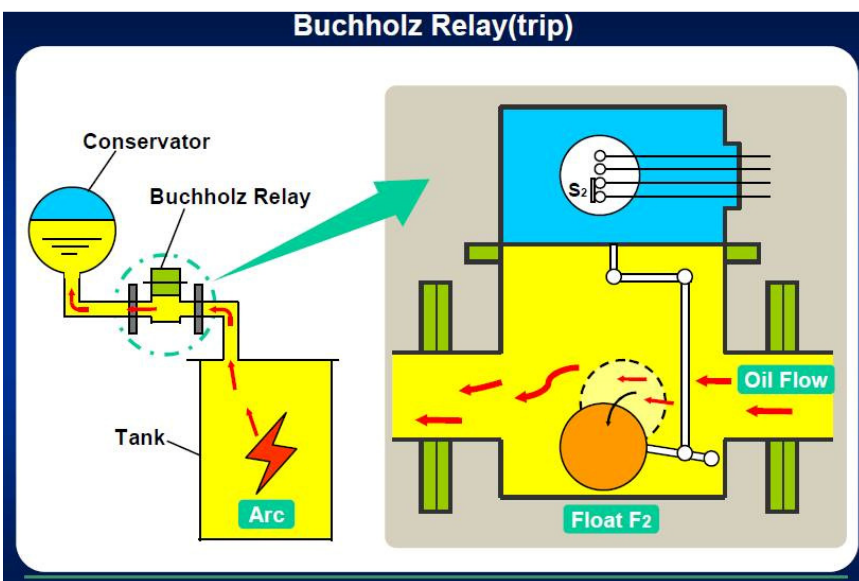 Buchholz Relay(trip)
Conservator
Buchholz Relay
Tank
Arc
S2
Oil Flow
Float F2